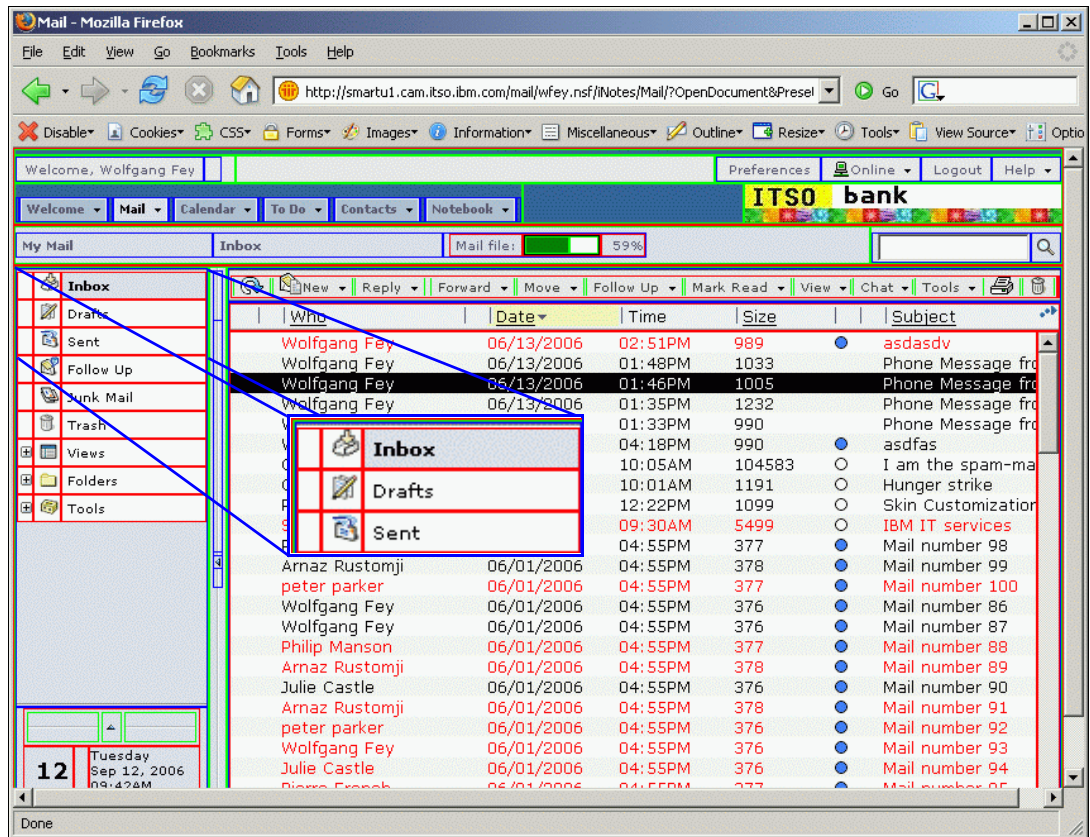 Mail - Mozilla Firefox
File Edit View Go Bookmarks Tools Help
http://smartu1.cam.itso.ibm.com/mail/wfey.nsf/iNotes/Mail/?OpenDocument&Presel Go G
Disable Cookies CSS Forms Images Information Miscellaneous Outline Resize Tools View Source Optio
Welcome, Wolfgang Fey Preferences Online Logout Help
Welcome Mail Calendar To Do Contacts Notebook ITSO bank
My Mail Inbox Mail file: 59%
Inbox New Reply Forward Move Follow Up Mark Read View Chat Tools
Drafts Who Date Time Size Subject
Sent Wolfgang Fey 06/13/2006 02:51PM 989 asdasdv
Follow Up Wolfgang Fey 06/13/2006 01:48PM 1033 Phone Message fro
Junk Mail Wolfgang Fey 06/13/2006 01:46PM 1005 Phone Message fro
Trash Wolfgang Fey 06/13/2006 01:35PM 1232 Phone Message fro
01:33PM 990 Phone Message fro
Views Inbox 04:18PM 990 asdfas
10:05AM 104583 I am the spam-ma
Folders Drafts 10:01AM 1191 Hunger strike
Tools 12:22PM 1099 Skin Customization
Sent 09:30AM 5499 IBM IT services
04:55PM 377 Mail number 98
Arnaz Rustomji 06/01/2006 04:55PM 378 Mail number 99
peter parker 06/01/2006 04:55PM 377 Mail number 100
Wolfgang Fey 06/01/2006 04:55PM 376 Mail number 86
Wolfgang Fey 06/01/2006 04:55PM 376 Mail number 87
Philip Manson 06/01/2006 04:55PM 377 Mail number 88
Arnaz Rustomji 06/01/2006 04:55PM 378 Mail number 89
Julie Castle 06/01/2006 04:55PM 376 Mail number 90
Arnaz Rustomji 06/01/2006 04:55PM 378 Mail number 91
peter parker 06/01/2006 04:55PM 376 Mail number 92
Wolfgang Fey 06/01/2006 04:55PM 376 Mail number 93
Julie Castle 06/01/2006 04:55PM 376 Mail number 94
12 Tuesday
Sep 12, 2006
09:42AM
Done